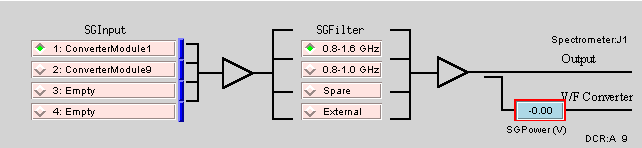 SGInput
1: ConverterModule1
2: ConverterModule9
3: Empty
4: Empty
SGFilter
0.8-1.6 GHz
0.8-1.0 GHz
Spare
External
Spectrometer:J1
Output
V/F Converter
-0.00
SGPower (V)
DCR:A 9